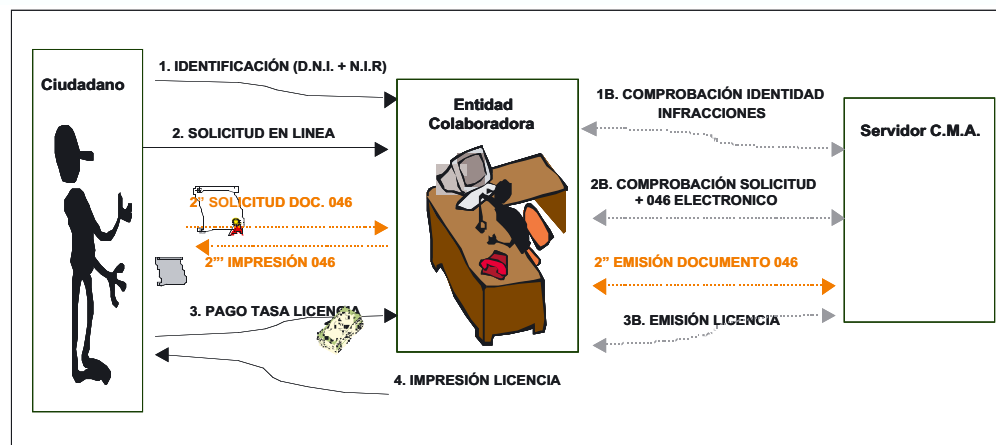 Ciudadano
1. IDENTIFICACIÓN (D.N.I. + N.I.R)
2. SOLICITUD EN LINEA
2” SOLICITUD DOC. 046
2”’ IMPRESIÓN 046
3. PAGO TASA LICENCIA
4. IMPRESIÓN LICENCIA
Entidad
Colaboradora
1B. COMPROBACIÓN IDENTIDAD
INFRACCIONES
2B. COMPROBACIÓN SOLICITUD
+ 046 ELECTRONICO
2” EMISIÓN DOCUMENTO 046
3B. EMISIÓN LICENCIA
Servidor C.M.A.